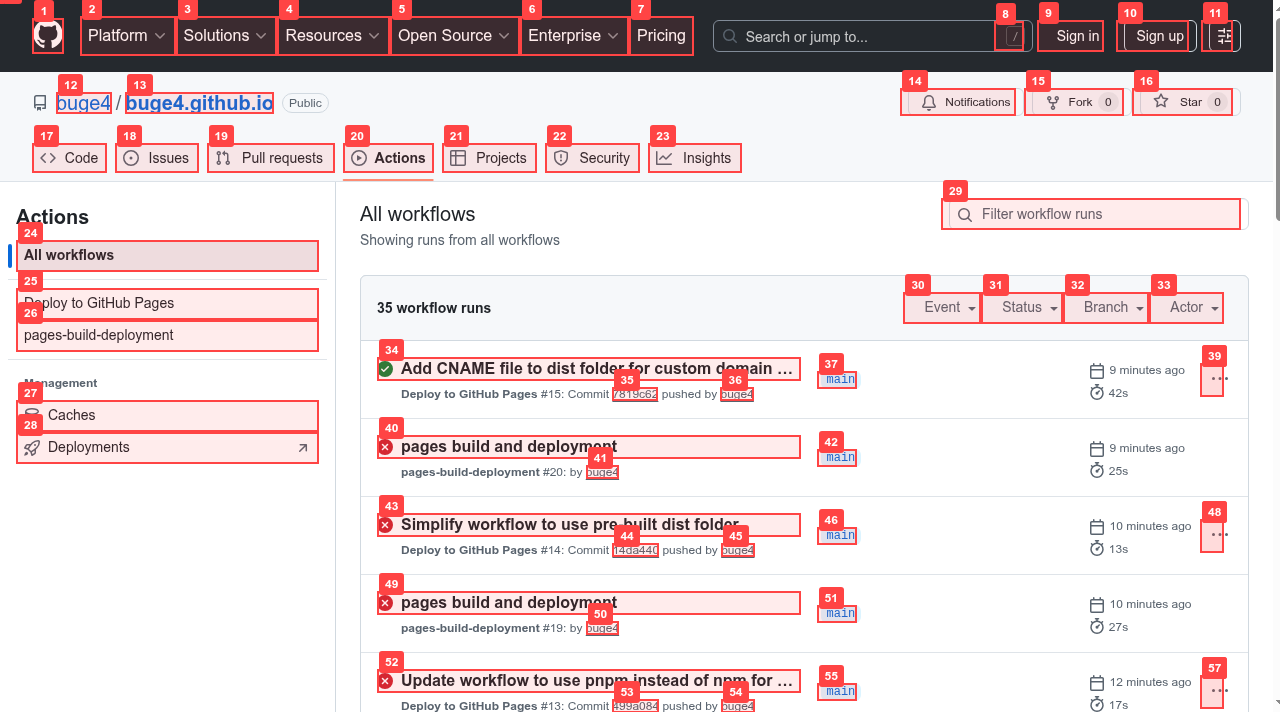 1 2 3 4 5 6 7 8 9 10 11
Platform Solutions Resources Open Source Enterprise Pricing Search or jump to... / Sign in Sign up
12 13 14 15 16
buge4 / buge4.github.io Public Notifications Fork 0 Star 0
17 18 19 20 21 22 23
Code Issues Pull requests Actions Projects Security Insights
Actions
24
All workflows
25
Deploy to GitHub Pages
26
pages-build-deployment
Management
27
Caches
28
Deployments
All workflows
Showing runs from all workflows
29
Filter workflow runs
30 31 32 33
35 workflow runs Event Status Branch Actor
34 37 39
Add CNAME file to dist folder for custom domain ... main 9 minutes ago ...
35 36
Deploy to GitHub Pages #15: Commit 7819c62 pushed by buge4 42s
40 42
pages build and deployment main 9 minutes ago
41
pages-build-deployment #20: by buge4 25s
43 46 48
Simplify workflow to use pre-built dist folder main 10 minutes ago ...
44 45
Deploy to GitHub Pages #14: Commit 14da440 pushed by buge4 13s
49 51
pages build and deployment main 10 minutes ago
50
pages-build-deployment #19: by buge4 27s
52 55 57
Update workflow to use pnpm instead of npm for ... main 12 minutes ago ...
53 54
Deploy to GitHub Pages #13: Commit 499a084 pushed by buge4 17s